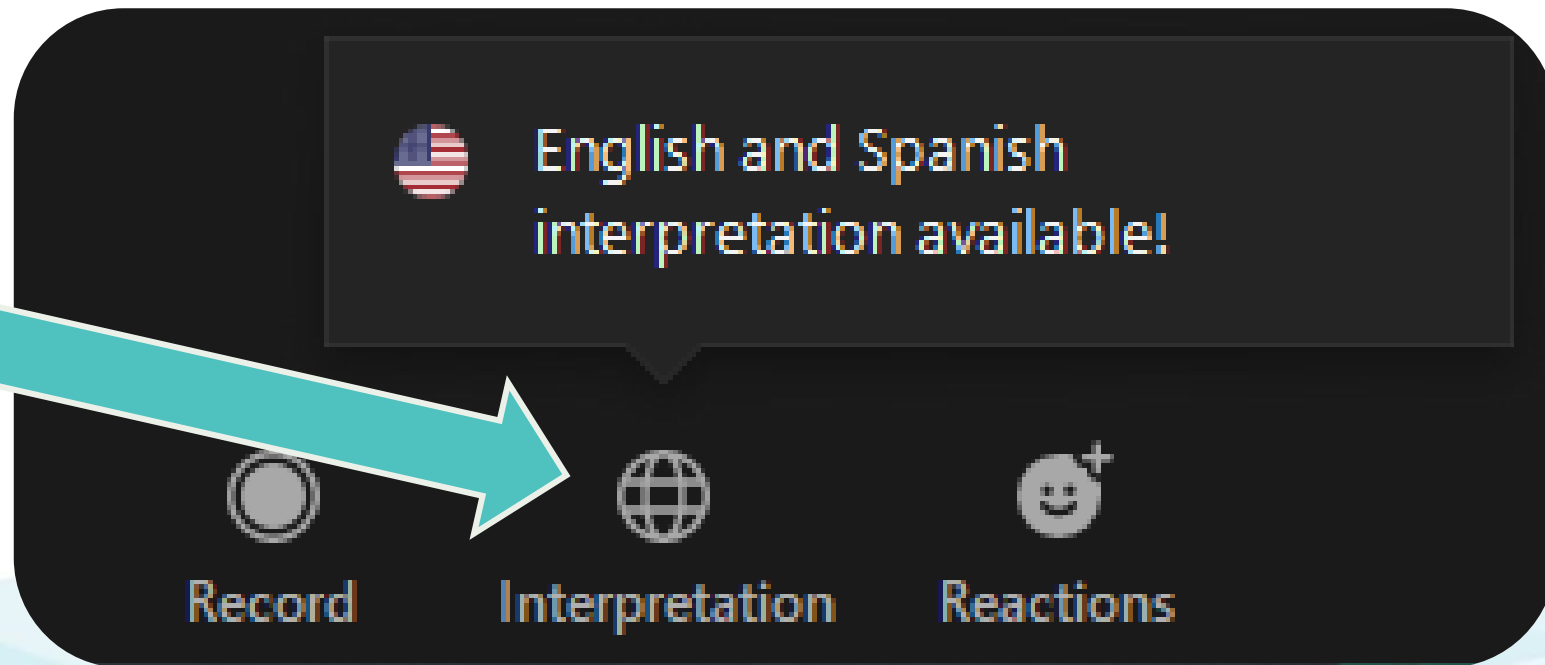 English and Spanish
interpretation available!
Record
Interpretation
Reactions